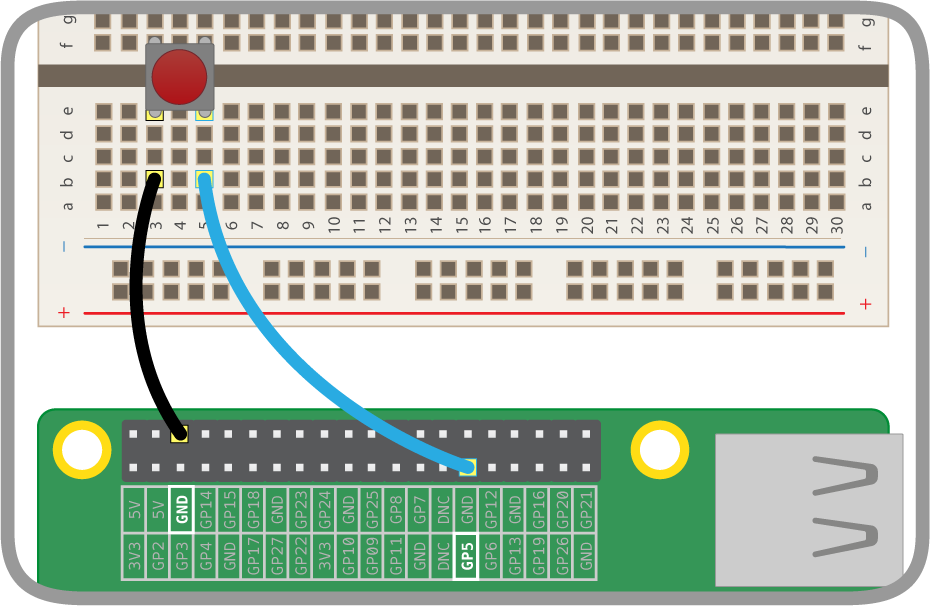 g g
f f
e e
d d
c c
b b
a a
1 2 3 4 5 6 7 8 9 10 11 12 13 14 15 16 17 18 19 20 21 22 23 24 25 26 27 28 29 30
− −
+ +
5V 5V GND GP14 GP15 GP18 GND GP23 GP24 GND GP25 GP8 GP7 DNC GND GP12 GND GP16 GP20 GP21
3V3 GP2 GP3 GP4 GND GP17 GP27 GP22 3V3 GP10 GP09 GP11 GND DNC GP5 GP6 GP13 GP19 GP26 GND